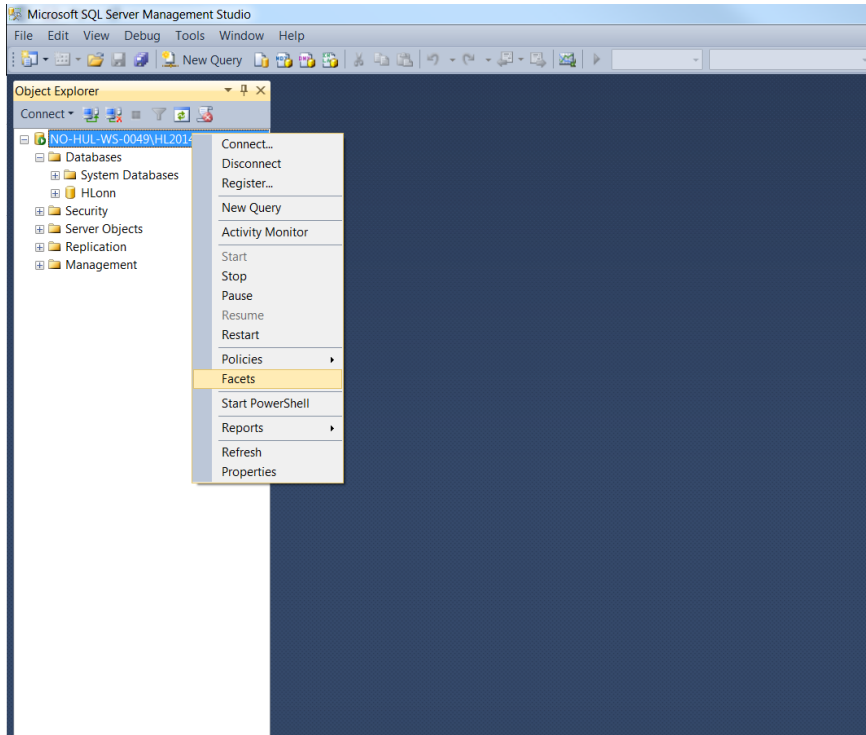 Microsoft SQL Server Management Studio
File Edit View Debug Tools Window Help
New Query
Object Explorer
Connect
NO-HUL-WS-0049\HL2014
Databases
System Databases
HLonn
Security
Server Objects
Replication
Management
Connect...
Disconnect
Register...
New Query
Activity Monitor
Start
Stop
Pause
Resume
Restart
Policies
Facets
Start PowerShell
Reports
Refresh
Properties